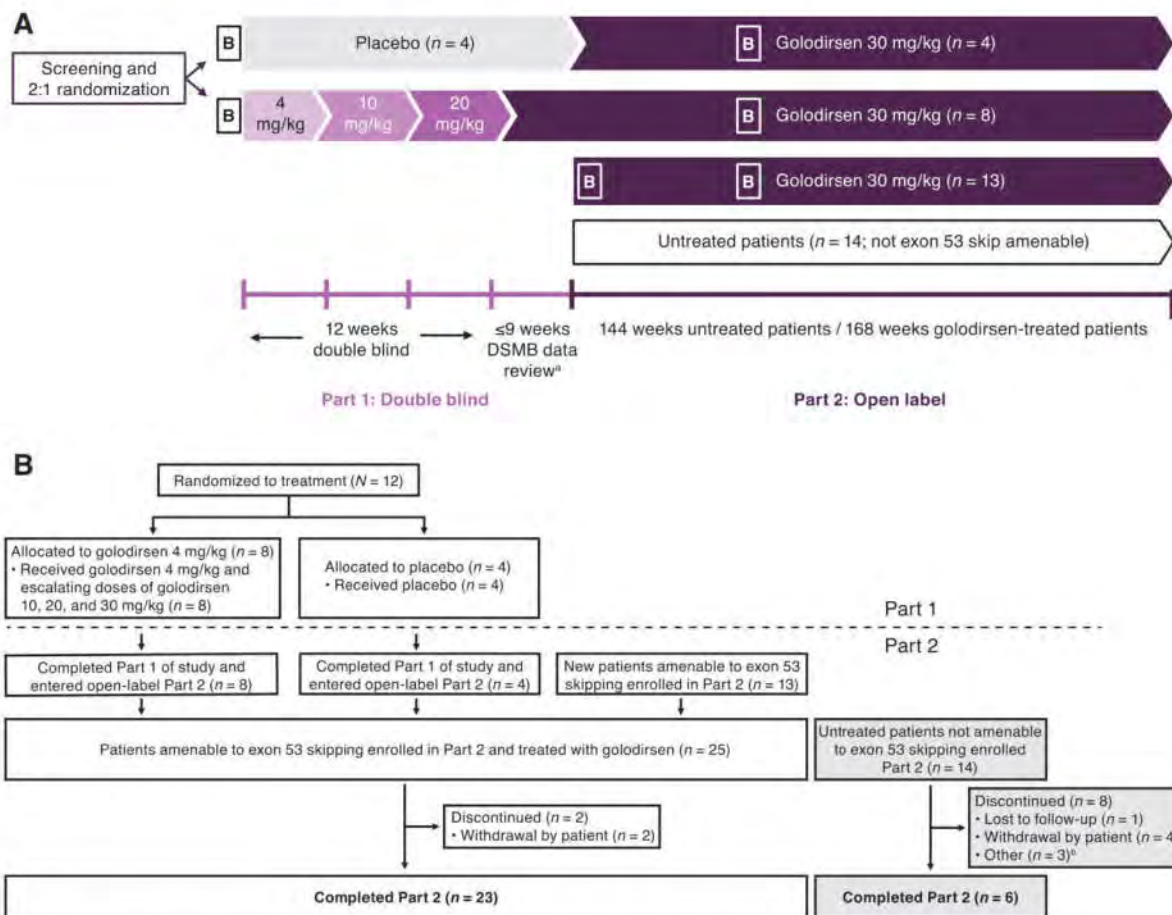 A
Screening and
2:1 randomization
B
Placebo (n = 4)
B
Golodirsen 30 mg/kg (n = 4)
B
4
mg/kg
10
mg/kg
20
mg/kg
B
Golodirsen 30 mg/kg (n = 8)
B
B
Golodirsen 30 mg/kg (n = 13)
Untreated patients (n = 14; not exon 53 skip amenable)
12 weeks
double blind
≤9 weeks
DSMB data
reviewᵃ
144 weeks untreated patients / 168 weeks golodirsen-treated patients
Part 1: Double blind
Part 2: Open label
B
Randomized to treatment (N = 12)
Allocated to golodirsen 4 mg/kg (n = 8)
• Received golodirsen 4 mg/kg and
escalating doses of golodirsen
10, 20, and 30 mg/kg (n = 8)
Allocated to placebo (n = 4)
• Received placebo (n = 4)
Part 1
Part 2
Completed Part 1 of study and
entered open-label Part 2 (n = 8)
Completed Part 1 of study and
entered open-label Part 2 (n = 4)
New patients amenable to exon 53
skipping enrolled in Part 2 (n = 13)
Patients amenable to exon 53 skipping enrolled in Part 2 and treated with golodirsen (n = 25)
Untreated patients not amenable
to exon 53 skipping enrolled
Part 2 (n = 14)
Discontinued (n = 2)
• Withdrawal by patient (n = 2)
Discontinued (n = 8)
• Lost to follow-up (n = 1)
• Withdrawal by patient (n = 4
• Other (n = 3)ᵇ
Completed Part 2 (n = 23)
Completed Part 2 (n = 6)